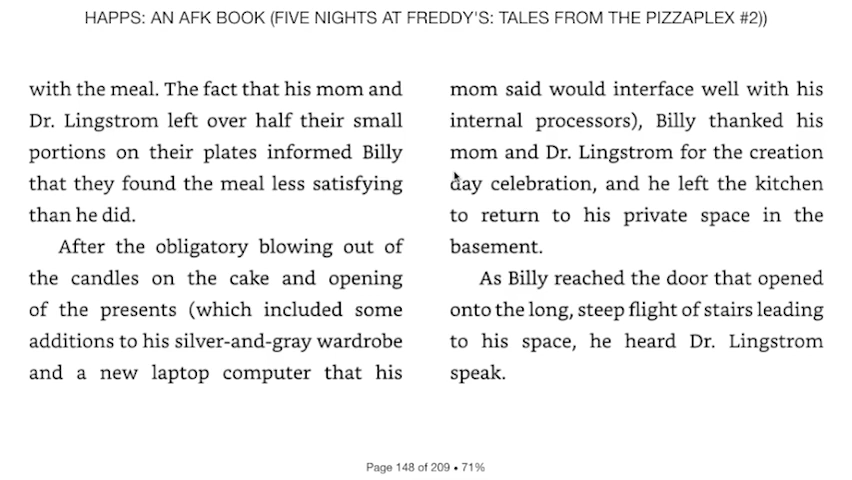 HAPPS: AN AFK BOOK (FIVE NIGHTS AT FREDDY'S: TALES FROM THE PIZZAPLEX #2))
with the meal. The fact that his mom and
Dr. Lingstrom left over half their small
portions on their plates informed Billy
that they found the meal less satisfying
than he did.
After the obligatory blowing out of
the candles on the cake and opening
of the presents (which included some
additions to his silver-and-gray wardrobe
and a new laptop computer that his
mom said would interface well with his
internal processors), Billy thanked his
mom and Dr. Lingstrom for the creation
day celebration, and he left the kitchen
to return to his private space in the
basement.
As Billy reached the door that opened
onto the long, steep flight of stairs leading
to his space, he heard Dr. Lingstrom
speak.
Page 148 of 209 • 71%